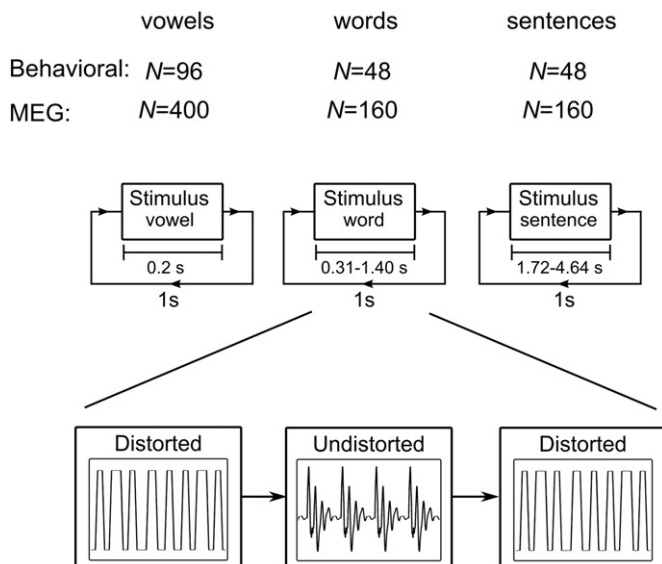 vowels words sentences
Behavioral: N=96 N=48 N=48
MEG: N=400 N=160 N=160
Stimulus vowel
0.2 s
1s
Stimulus word
0.31-1.40 s
1s
Stimulus sentence
1.72-4.64 s
1s
Distorted Undistorted Distorted